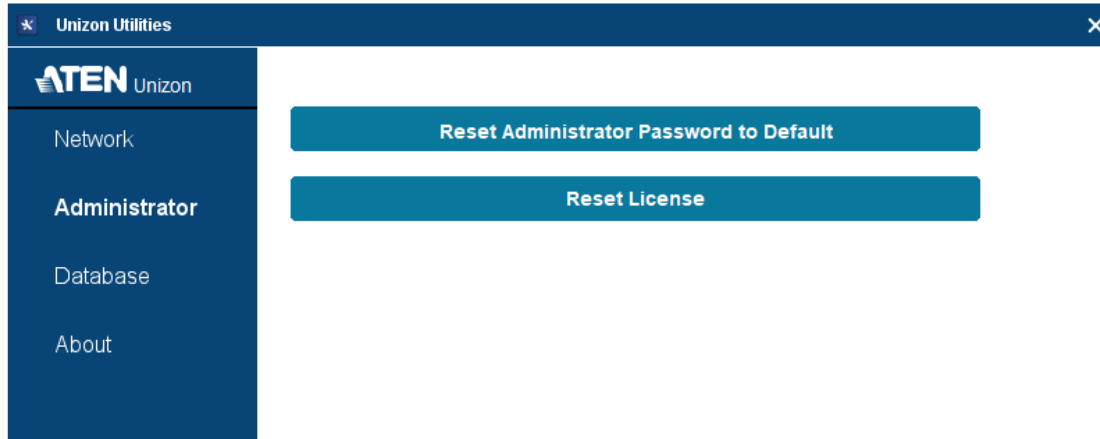 Unizon Utilities
ATEN Unizon
Network
Administrator
Database
About
Reset Administrator Password to Default
Reset License